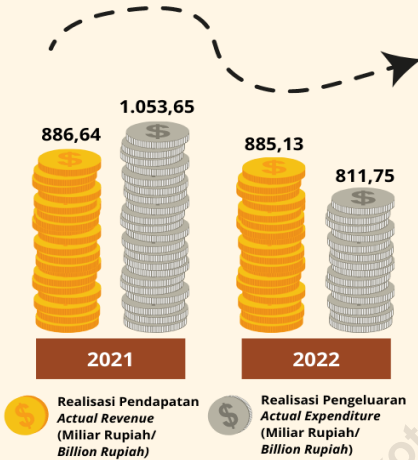 1.053,65
886,64
885,13
811,75
2021
2022
Realisasi Pendapatan
Actual Revenue
(Miliar Rupiah/
Billion Rupiah)
Realisasi Pengeluaran
Actual Expenditure
(Miliar Rupiah/
Billion Rupiah)